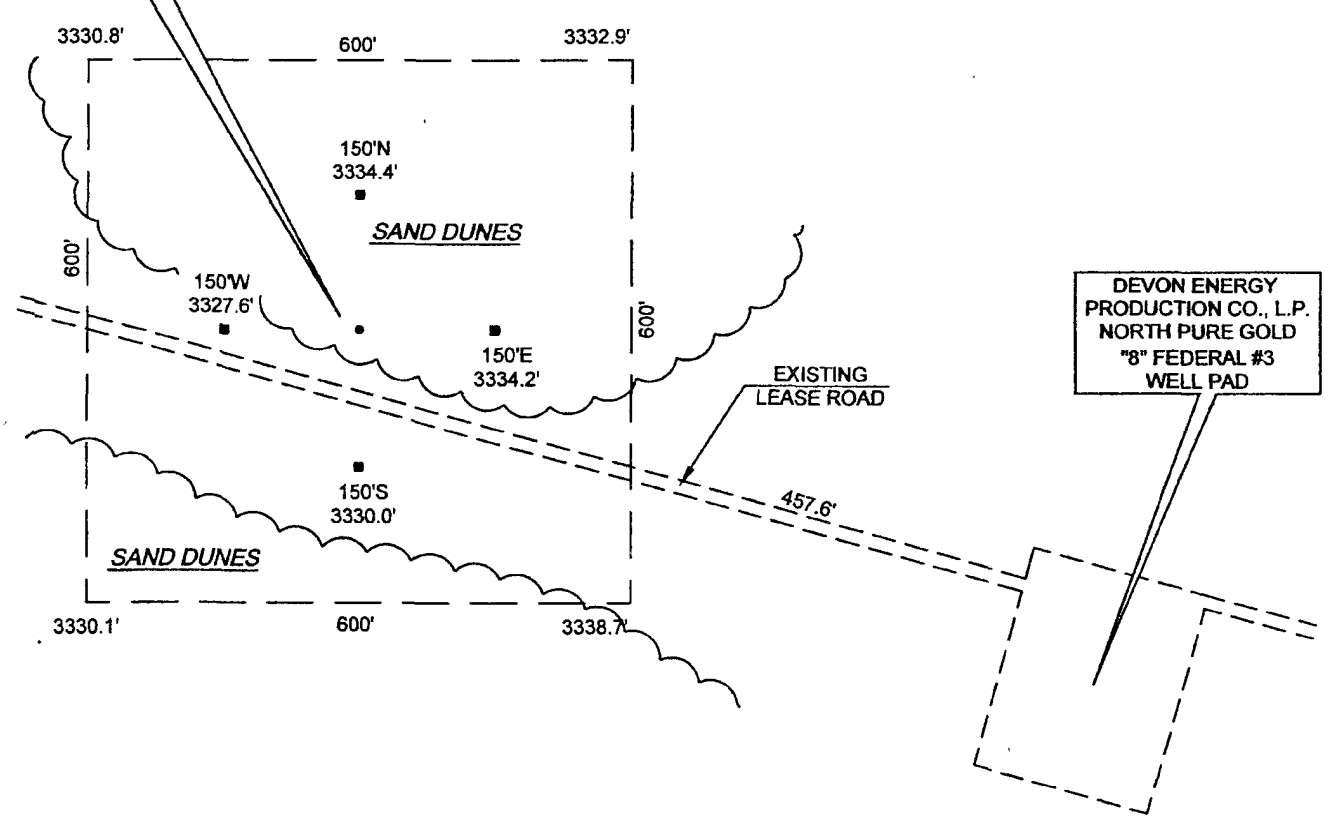 3330.8'
600'
3332.9'
150'N
3334.4'
SAND DUNES
600'
150'W
3327.6'
150'E
3334.2'
600'
EXISTING
LEASE ROAD
DEVON ENERGY
PRODUCTION CO., L.P.
NORTH PURE GOLD
"8" FEDERAL #3
WELL PAD
150'S
3330.0'
457.6'
SAND DUNES
3330.1'
600'
3338.7'